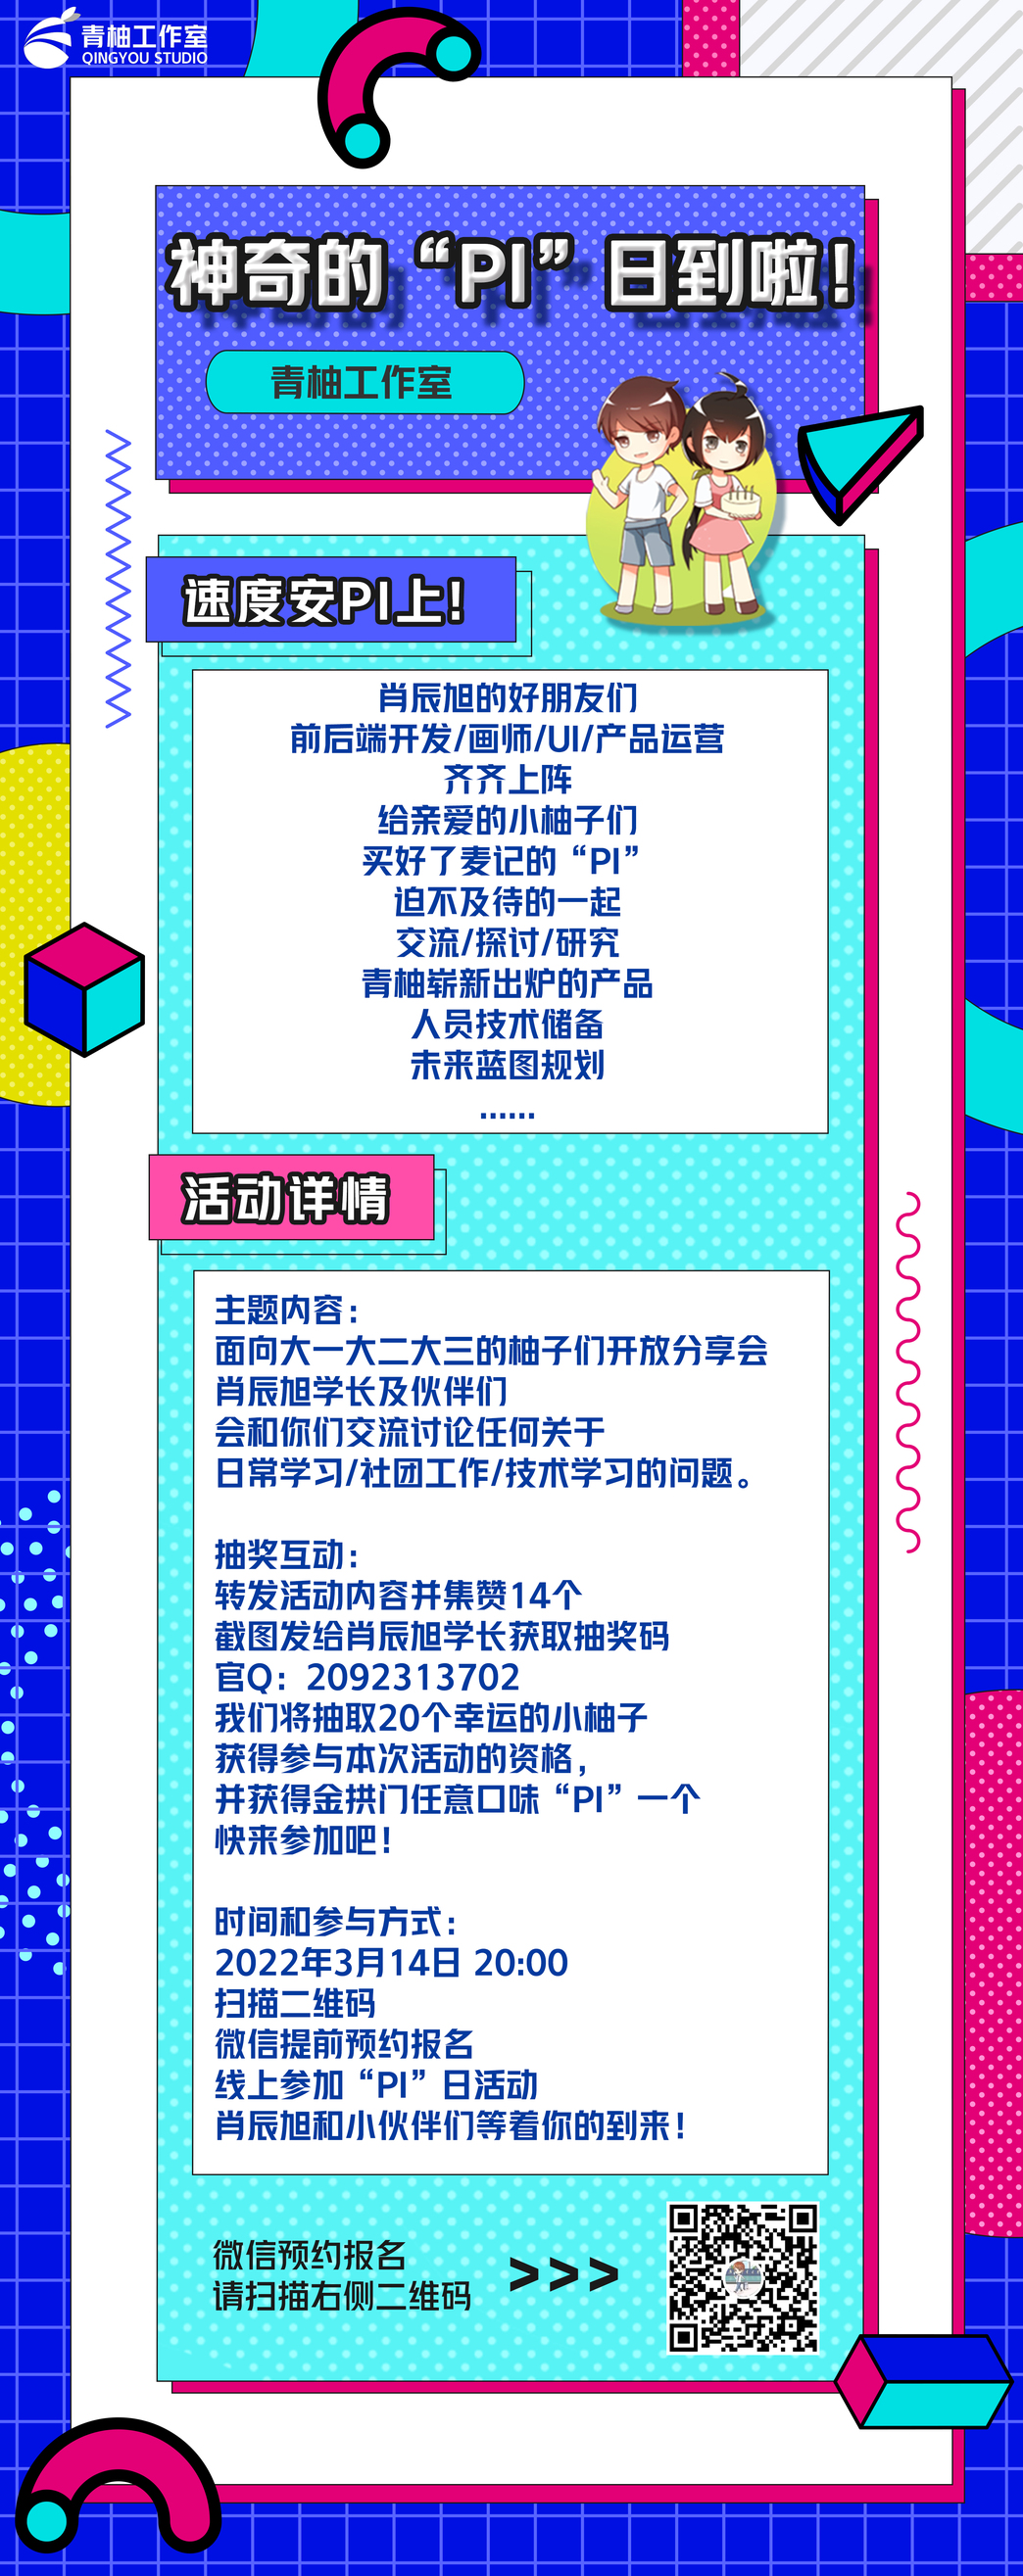 青柚工作室
QINGYOU STUDIO
神奇的“PI”日到啦！
青柚工作室
速度安PI上！
肖辰旭的好朋友们
前后端开发/画师/UI/产品运营
齐齐上阵
给亲爱的小柚子们
买好了麦记的“PI”
迫不及待的一起
交流/探讨/研究
青柚崭新出炉的产品
人员技术储备
未来蓝图规划
……
活动详情
主题内容：
面向大一大二大三的柚子们开放分享会
肖辰旭学长及伙伴们
会和你们交流讨论任何关于
日常学习/社团工作/技术学习的问题。
抽奖互动：
转发活动内容并集赞14个
截图发给肖辰旭学长获取抽奖码
官Q：2092313702
我们将抽取20个幸运的小柚子
获得参与本次活动的资格，
并获得金拱门任意口味“PI”一个
快来参加吧！
时间和参与方式：
2022年3月14日 20:00
扫描二维码
微信提前预约报名
线上参加“PI”日活动
肖辰旭和小伙伴们等着你的到来！
微信预约报名
请扫描右侧二维码
>>>